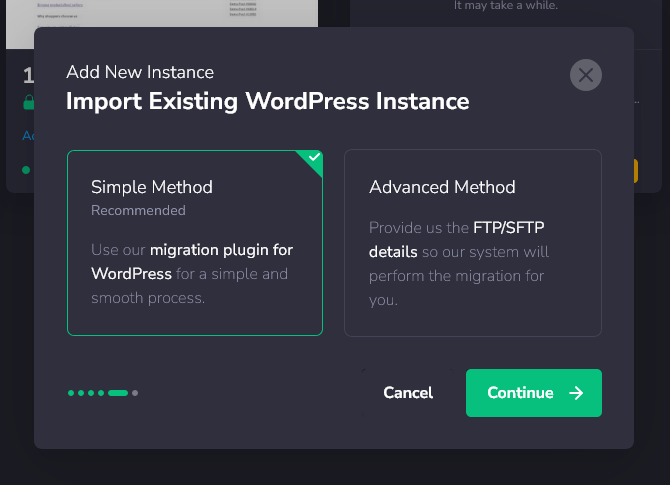 It may take a while.
Add New Instance
Import Existing WordPress Instance
Simple Method
Recommended
Use our migration plugin for
WordPress for a simple and
smooth process.
Advanced Method
Provide us the FTP/SFTP
details so our system will
perform the migration for
you.
Cancel
Continue